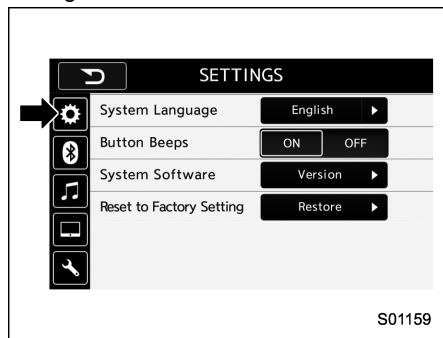 SETTINGS
System Language English
Button Beeps ON OFF
System Software Version
Reset to Factory Setting Restore
S01159